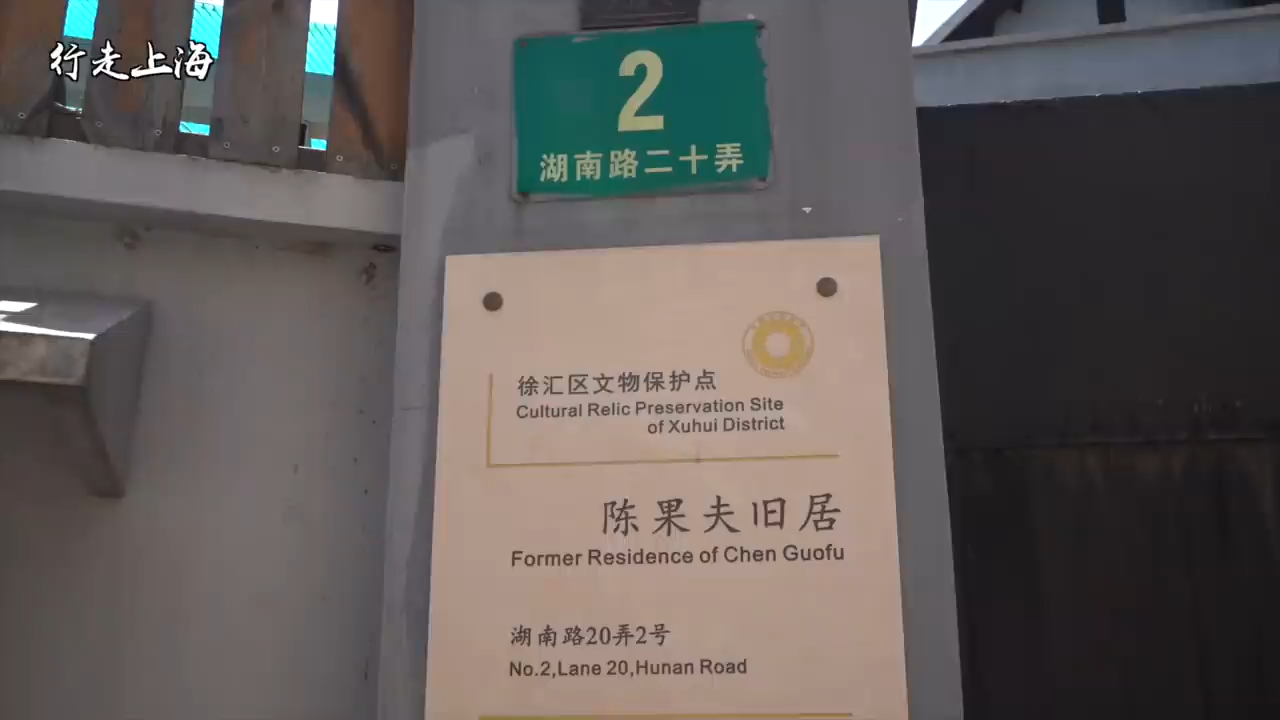 行走上海
2
湖南路二十弄
徐汇区文物保护点
Cultural Relic Preservation Site
of Xuhui District
陈果夫旧居
Former Residence of Chen Guofu
湖南路20弄2号
No.2,Lane 20,Hunan Road